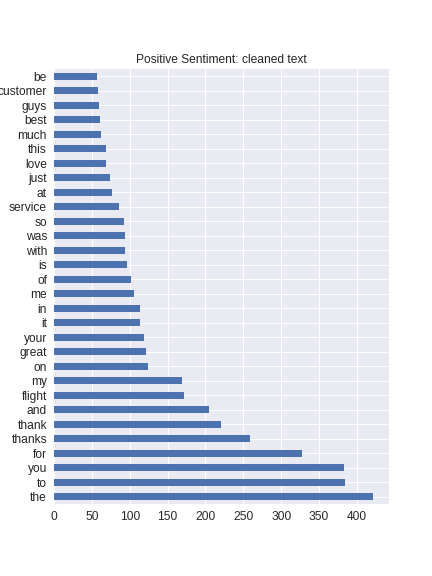 Positive Sentiment: cleaned text
be
customer
guys
best
much
this
love
just
at
service
so
was
with
is
of
me
in
it
your
great
on
my
flight
and
thank
thanks
for
you
to
the
0 50 100 150 200 250 300 350 400